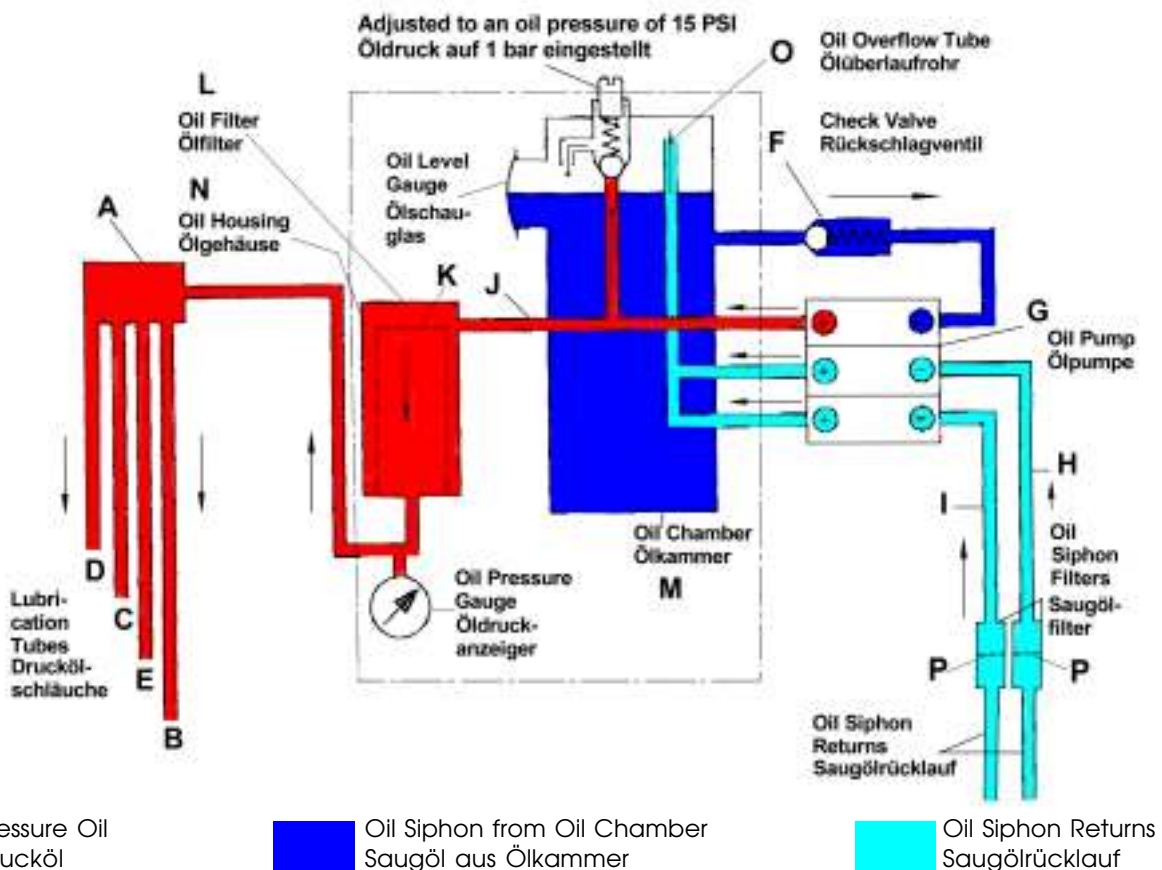 Adjusted to an oil pressure of 15 PSI
Öldruck auf 1 bar eingestellt
O
Oil Overflow Tube
Ölüberlaufrohr
L
Oil Filter
Ölfilter
F
Check Valve
Rückschlagventil
Oil Level
Gauge
Ölschau-
glas
N
Oil Housing
Ölgehäuse
A
K
J
G
Oil Pump
Ölpumpe
+
-
+
-
H
I
Oil Chamber
Ölkammer
M
Oil
Siphon
Filters
Saugöl-
filter
D
C
E
B
Lubri-
cation
Tubes
Drucköl-
schläuche
Oil Pressure
Gauge
Öldruck-
anzeiger
P
P
Oil Siphon
Returns
Saugölrücklauf
essure Oil
ucköl
Oil Siphon from Oil Chamber
Saugöl aus Ölkammer
Oil Siphon Returns
Saugölrücklauf